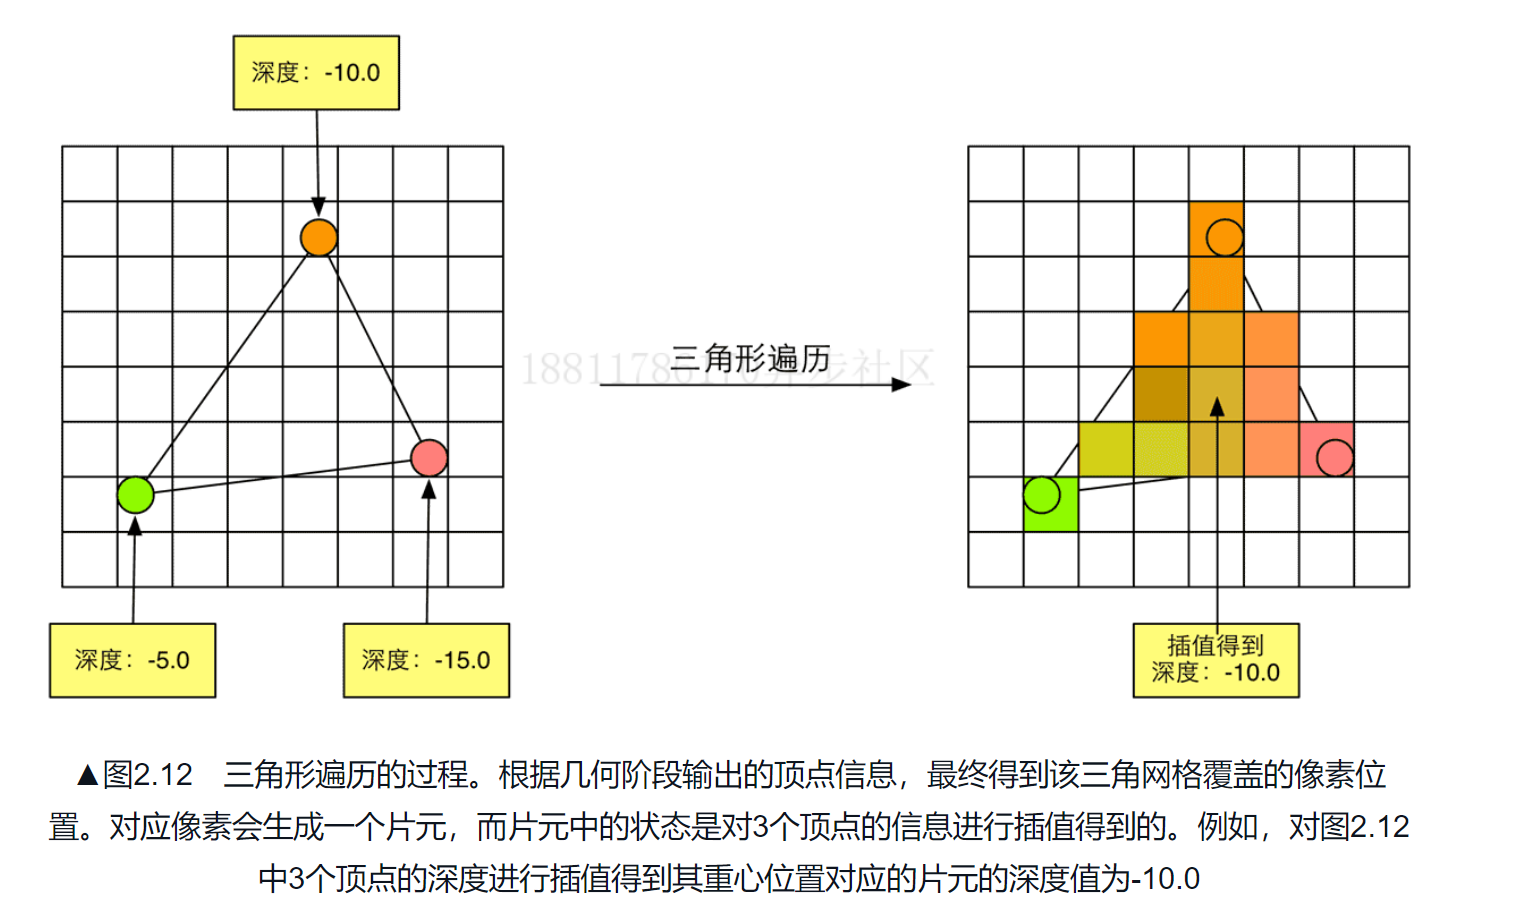 深度：-10.0
三角形遍历
深度：-5.0
深度：-15.0
插值得到
深度：-10.0
▲图2.12 三角形遍历的过程。根据几何阶段输出的顶点信息，最终得到该三角网格覆盖的像素位
置。对应像素会生成一个片元，而片元中的状态是对3个顶点的信息进行插值得到的。例如，对图2.12
中3个顶点的深度进行插值得到其重心位置对应的片元的深度值为-10.0